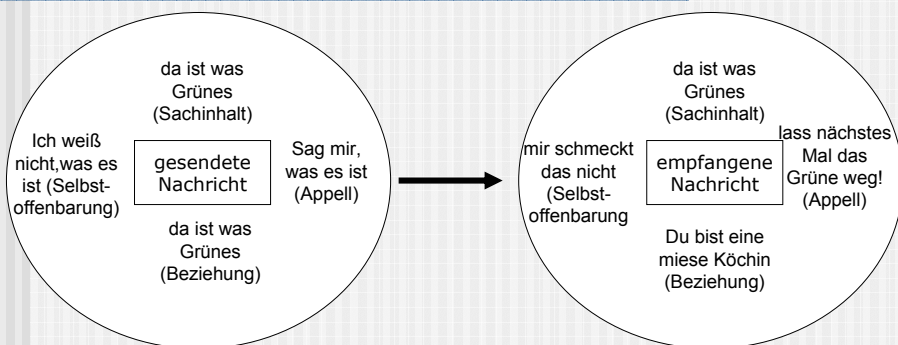 da ist was
Grünes
(Sachinhalt)
Ich weiß
nicht,was es
ist (Selbst-
offenbarung)
gesendete
Nachricht
Sag mir,
was es ist
(Appell)
da ist was
Grünes
(Beziehung)
da ist was
Grünes
(Sachinhalt)
mir schmeckt
das nicht
(Selbst-
offenbarung
empfangene
Nachricht
lass nächstes
Mal das
Grüne weg!
(Appell)
Du bist eine
miese Köchin
(Beziehung)